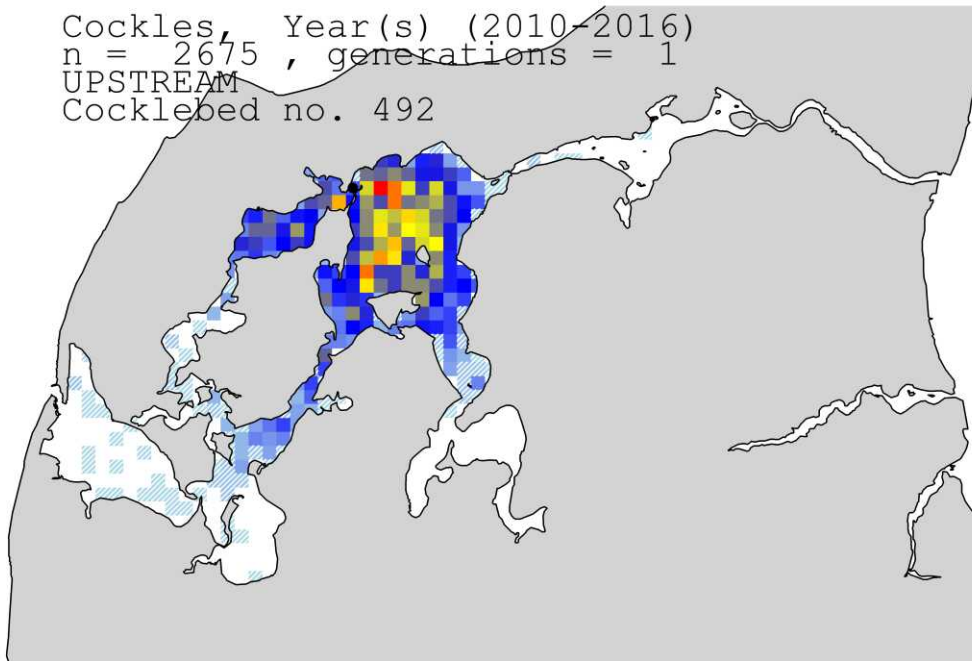 Cockles, Year(s) (2010-2016)
n = 2675 , generations = 1
UPSTREAM
Cocklebed no. 492